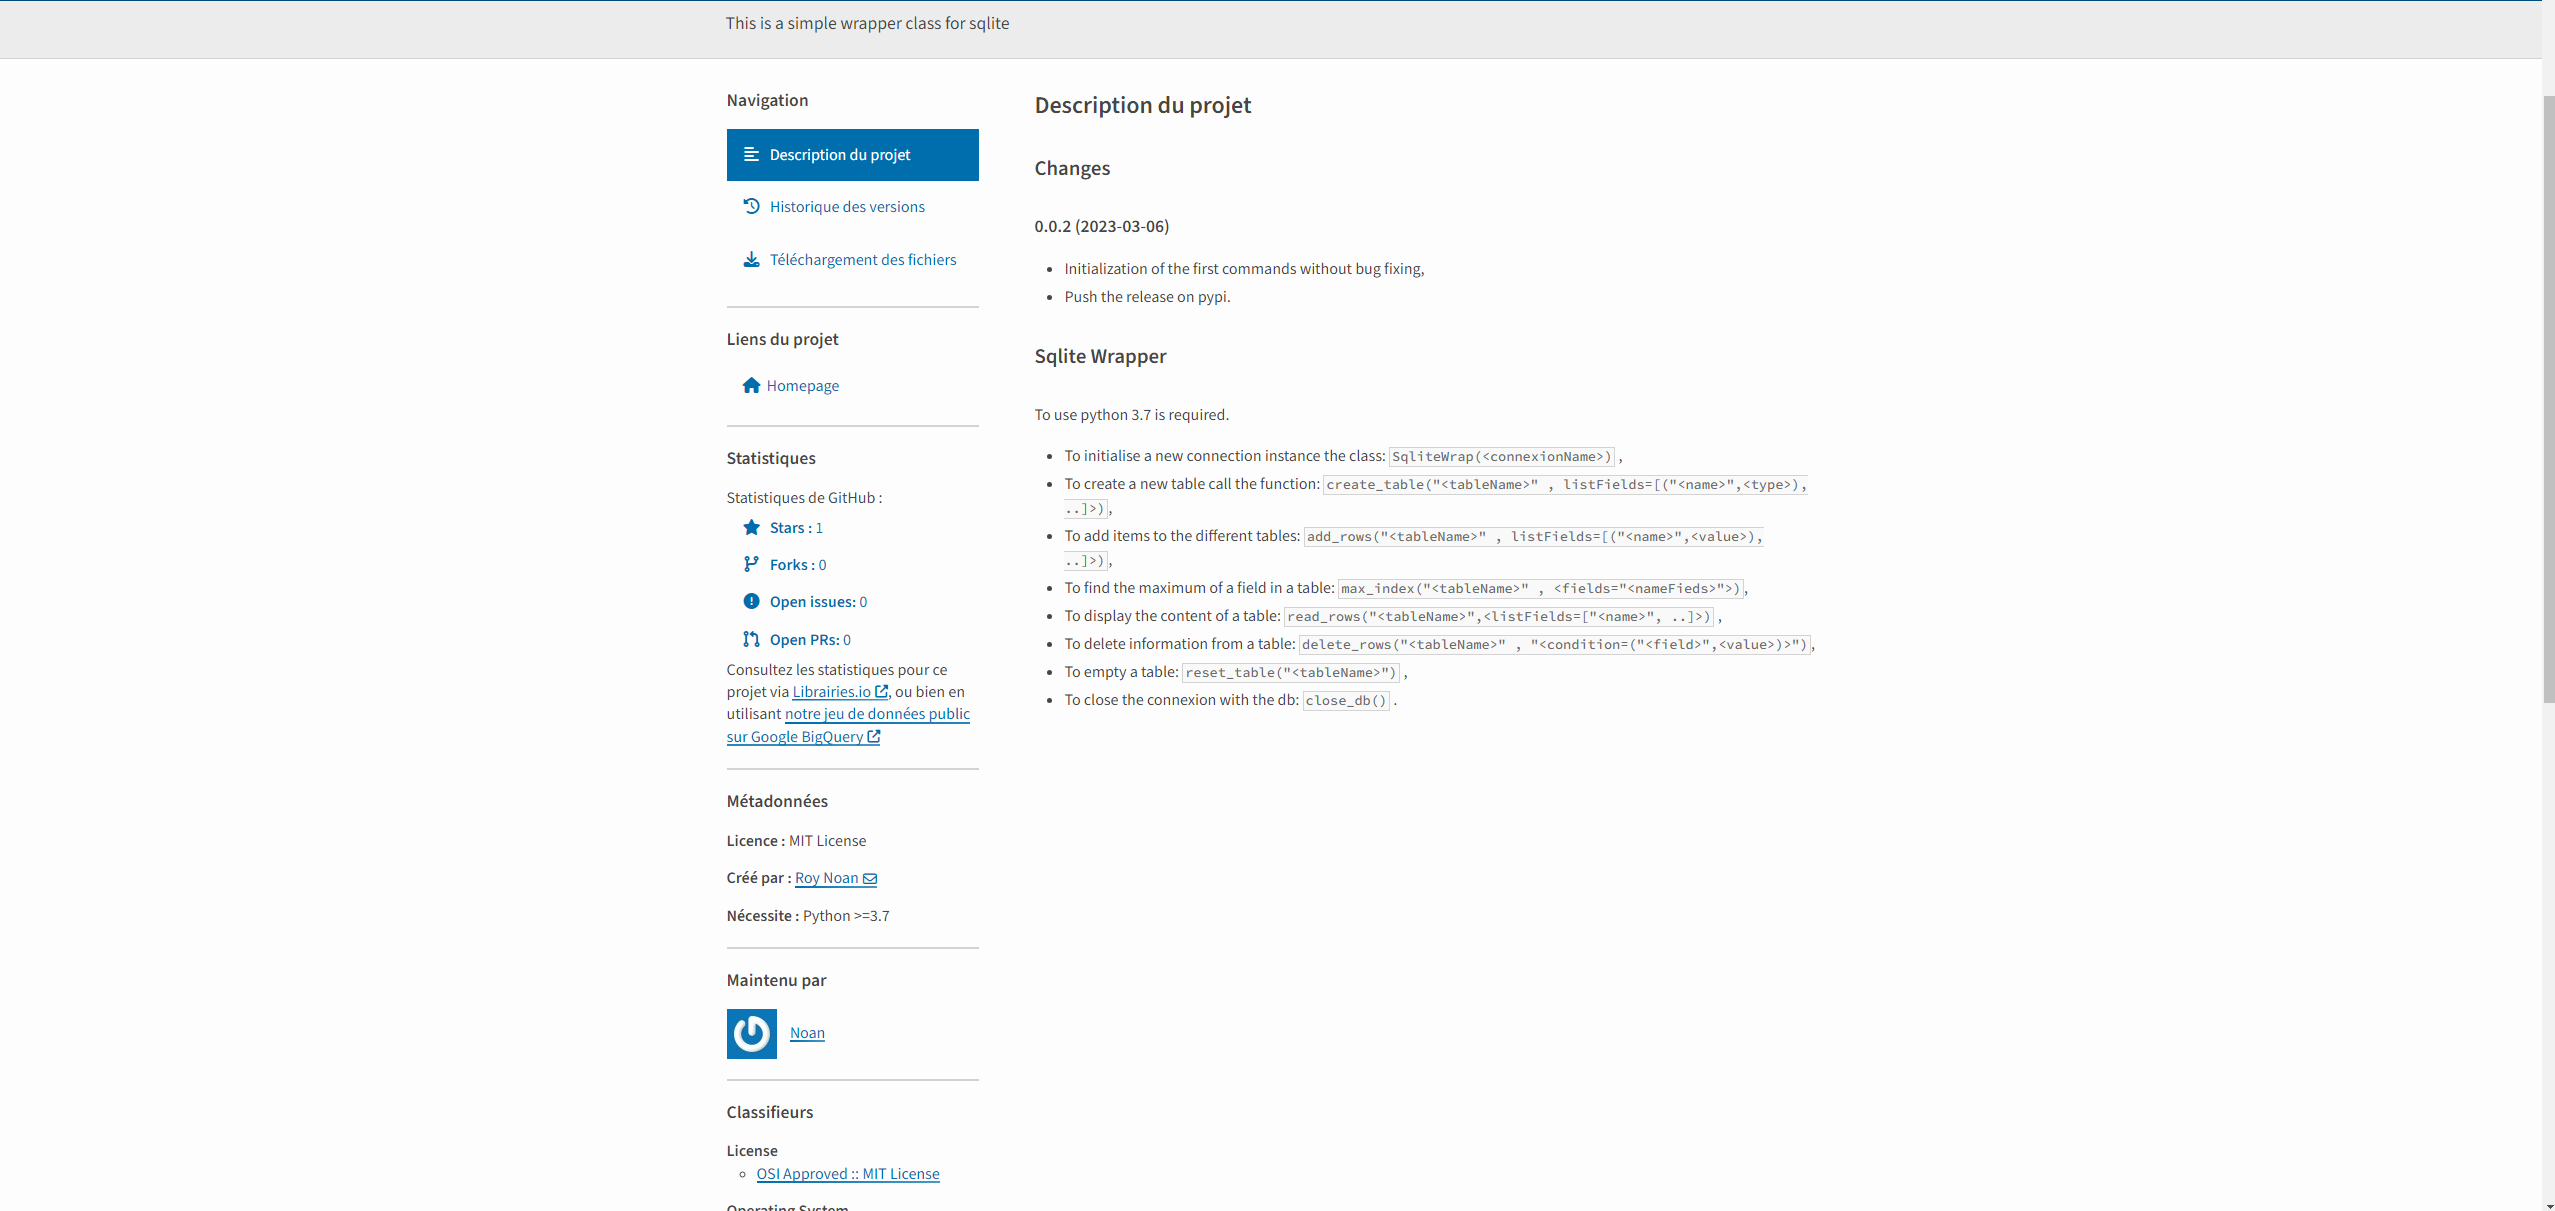 This is a simple wrapper class for sqlite
Navigation
Description du projet
Historique des versions
Téléchargement des fichiers
Liens du projet
Homepage
Statistiques
Statistiques de GitHub :
Stars : 1
Forks : 0
Open issues: 0
Open PRs: 0
Consultez les statistiques pour ce
projet via Librairies.io, ou bien en
utilisant notre jeu de données public
sur Google BigQuery
Métadonnées
Licence : MIT License
Créé par : Roy Noan
Nécessite : Python >=3.7
Maintenu par
Noan
Classifieurs
License
OSI Approved :: MIT License
Operating System
Description du projet
Changes
0.0.2 (2023-03-06)
Initialization of the first commands without bug fixing,
Push the release on pypi.
Sqlite Wrapper
To use python 3.7 is required.
To initialise a new connection instance the class: SqliteWrap(<connexionName>) ,
To create a new table call the function: create_table("<tableName>" , listFields=[("<name>",<type>),
..]>),
To add items to the different tables: add_rows("<tableName>" , listFields=[("<name>",<value>),
..]>),
To find the maximum of a field in a table: max_index("<tableName>" , <fields="<nameFieds>">),
To display the content of a table: read_rows("<tableName>",<listFields=["<name>", ..]>) ,
To delete information from a table: delete_rows("<tableName>" , "<condition=("<field>",<value>)>"),
To empty a table: reset_table("<tableName>") ,
To close the connexion with the db: close_db() .